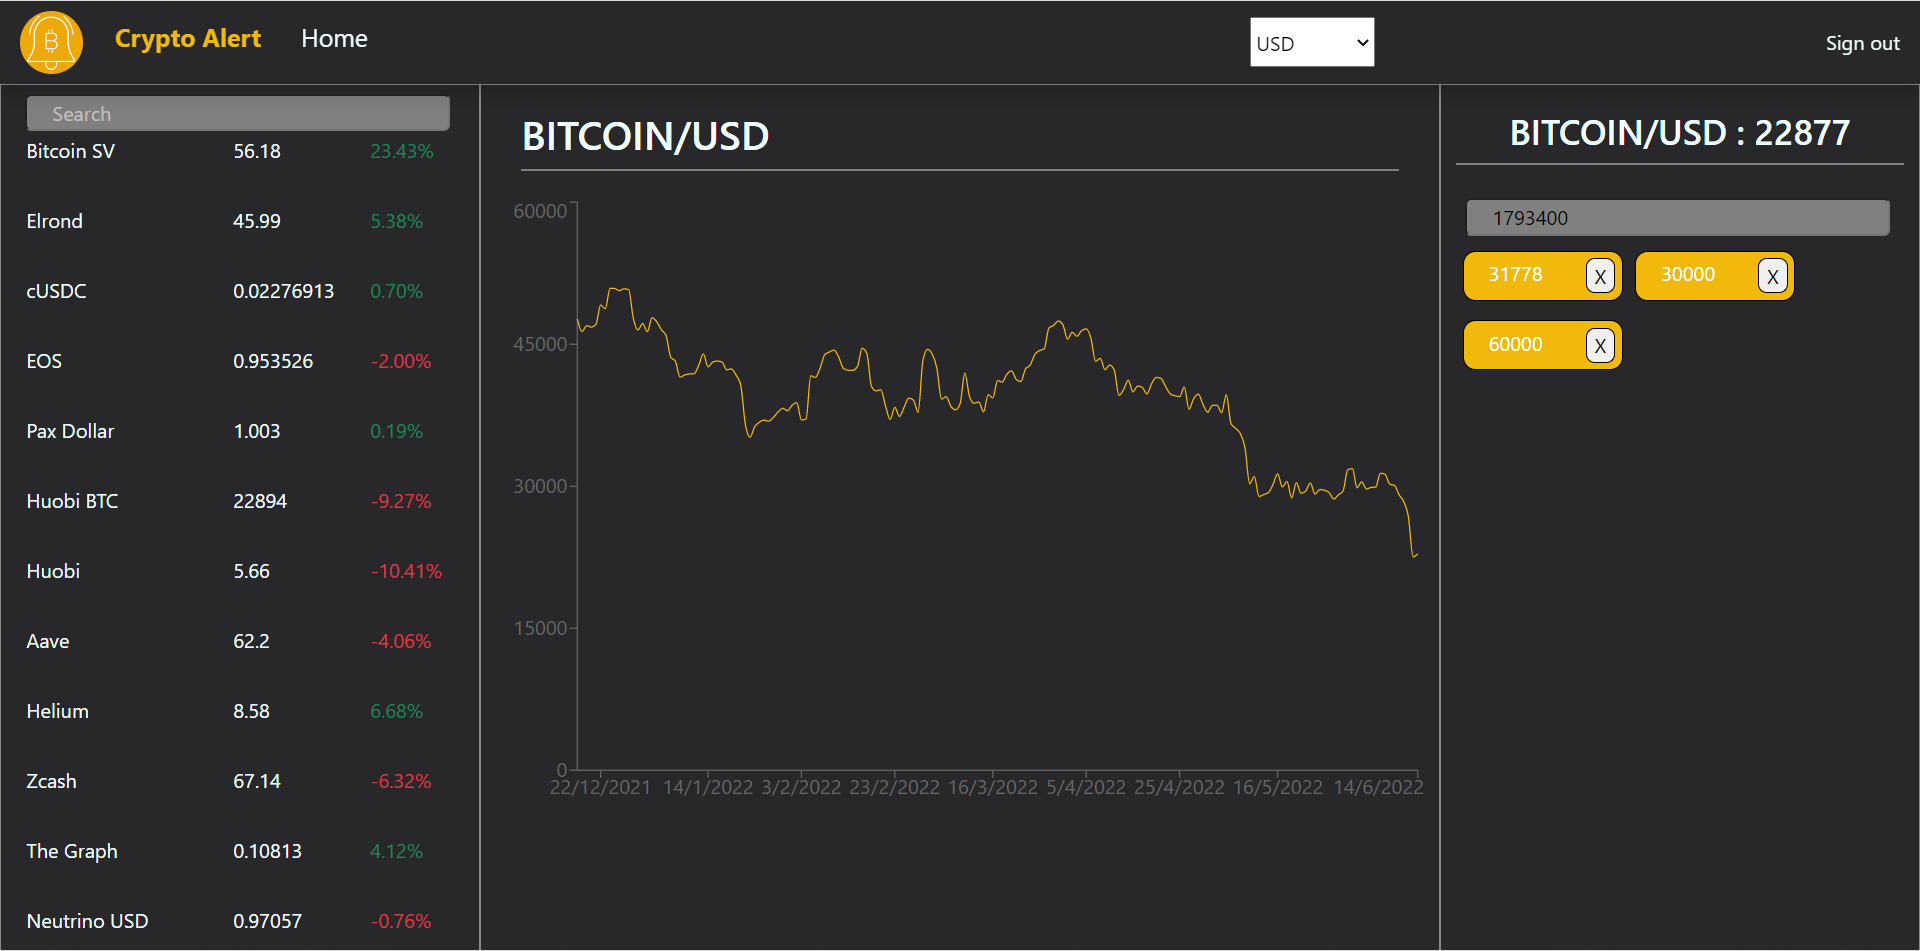 Crypto Alert Home USD Sign out
Search
Bitcoin SV 56.18 23.43%
Elrond 45.99 5.38%
cUSDC 0.02276913 0.70%
EOS 0.953526 -2.00%
Pax Dollar 1.003 0.19%
Huobi BTC 22894 -9.27%
Huobi 5.66 -10.41%
Aave 62.2 -4.06%
Helium 8.58 6.68%
Zcash 67.14 -6.32%
The Graph 0.10813 4.12%
Neutrino USD 0.97057 -0.76%
BITCOIN/USD
60000
45000
30000
15000
0
22/12/2021 14/1/2022 3/2/2022 23/2/2022 16/3/2022 5/4/2022 25/4/2022 16/5/2022 14/6/2022
BITCOIN/USD : 22877
1793400
31778 X 30000 X
60000 X